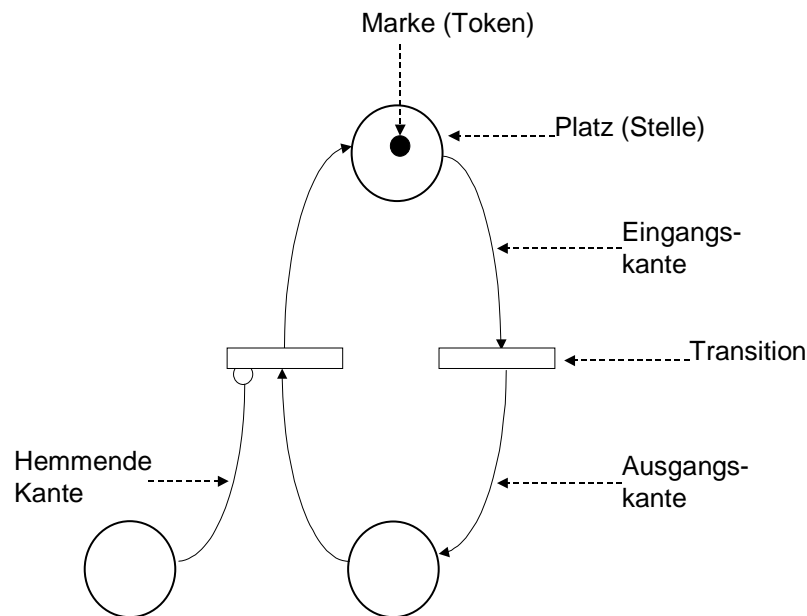 Marke (Token)
Platz (Stelle)
Eingangs-
kante
Transition
Hemmende
Kante
Ausgangs-
kante